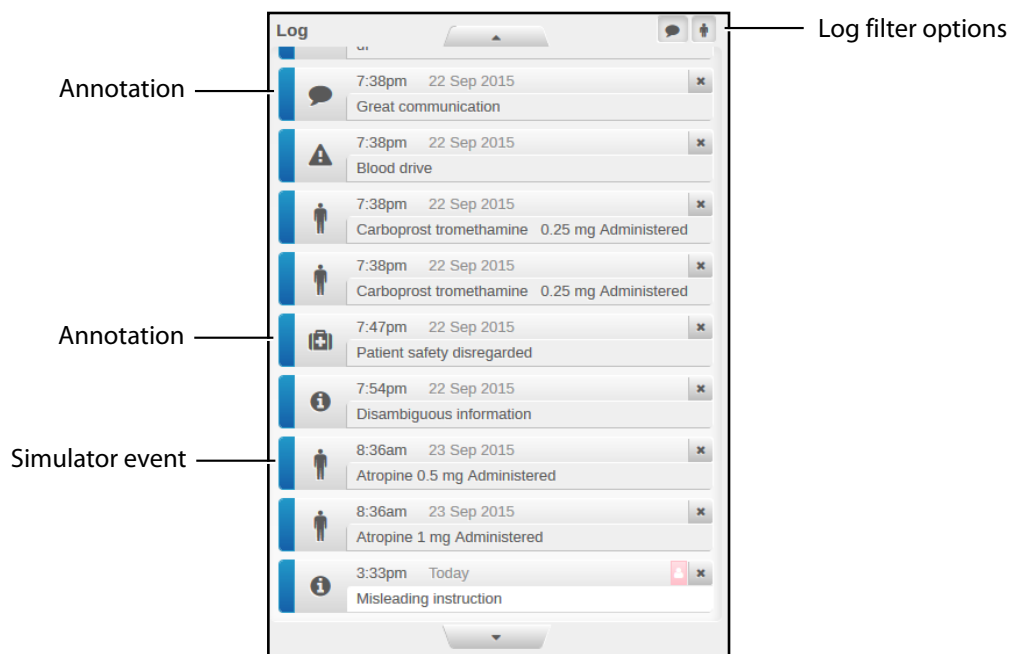 Log
Log filter options
7:38pm 22 Sep 2015
Annotation
Great communication
7:38pm 22 Sep 2015
Blood drive
7:38pm 22 Sep 2015
Carboprost tromethamine 0.25 mg Administered
7:38pm 22 Sep 2015
Carboprost tromethamine 0.25 mg Administered
7:47pm 22 Sep 2015
Annotation
Patient safety disregarded
7:54pm 22 Sep 2015
Disambiguous information
8:36am 23 Sep 2015
Simulator event
Atropine 0.5 mg Administered
8:36am 23 Sep 2015
Atropine 1 mg Administered
3:33pm Today
Misleading instruction